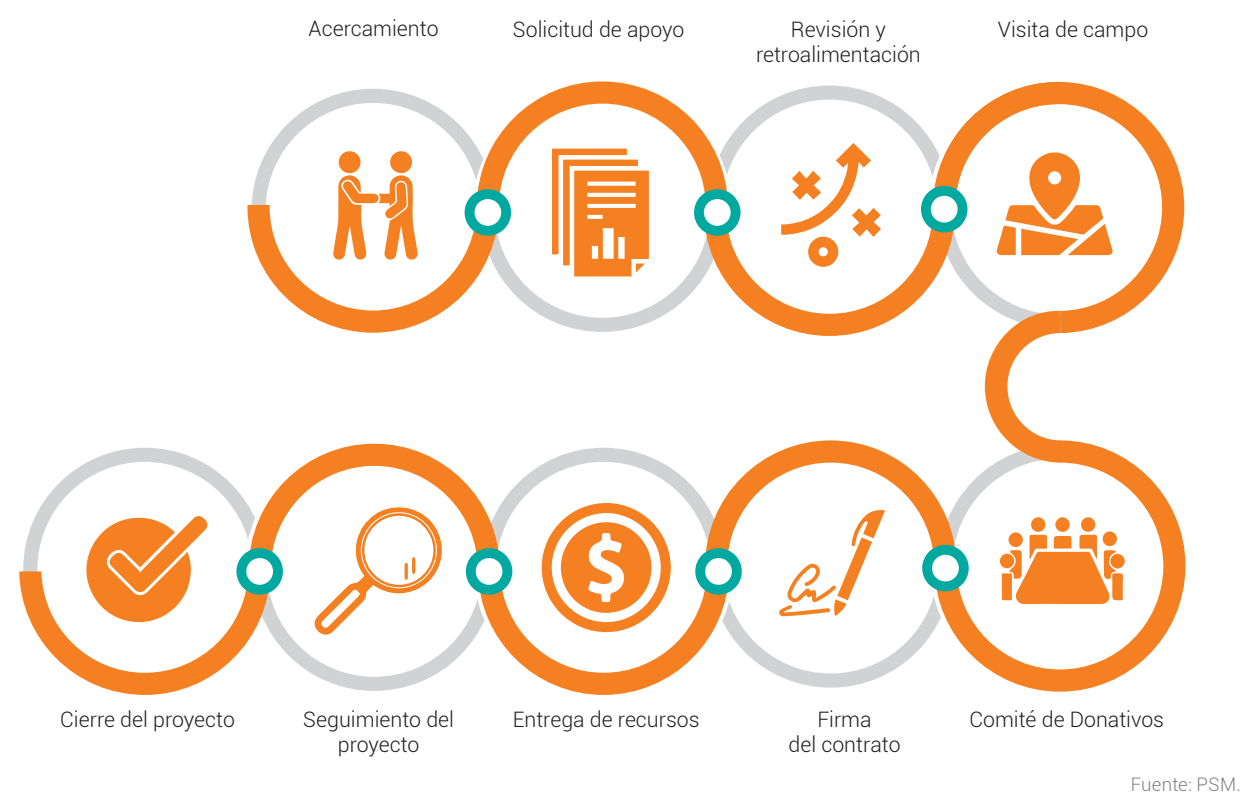 Acercamiento
Solicitud de apoyo
Revisión y
retroalimentación
Visita de campo
$
Cierre del proyecto
Seguimiento del
proyecto
Entrega de recursos
Firma
del contrato
Comité de Donativos
Fuente: PSM.